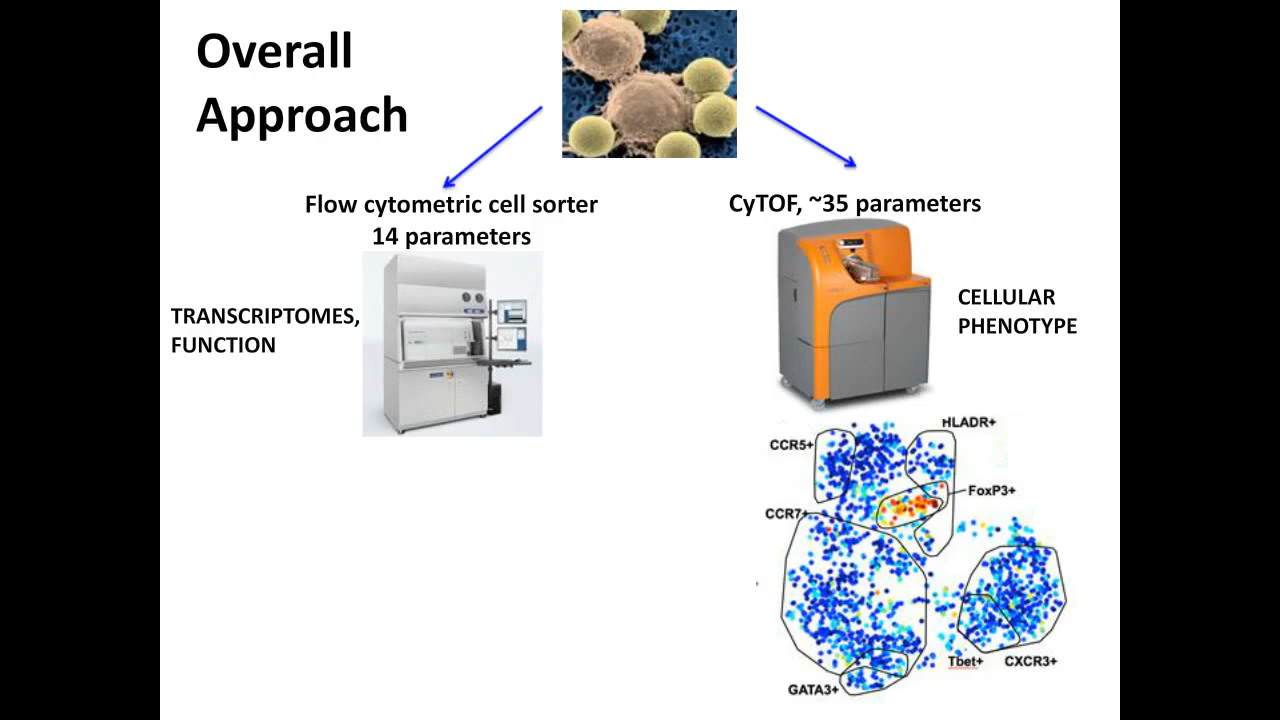 Overall
Approach
Flow cytometric cell sorter
14 parameters
CyTOF, ~35 parameters
TRANSCRIPTOMES,
FUNCTION
CELLULAR
PHENOTYPE
HLADR+
CCR5+
FoxP3+
CCR7+
Tbet+
CXCR3+
GATA3+